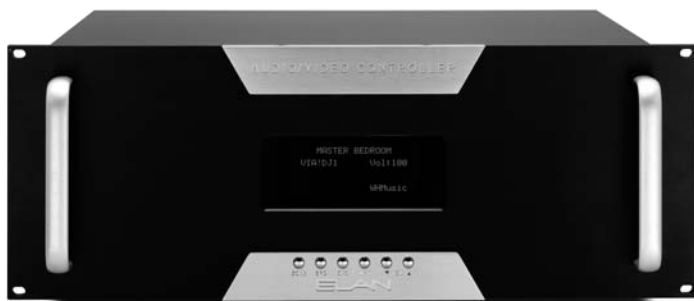 AUDIO/VIDEO CONTROLLER
MASTER BEDROOM
VIA!DJ1 Vol:100
WHMusic
ELAN